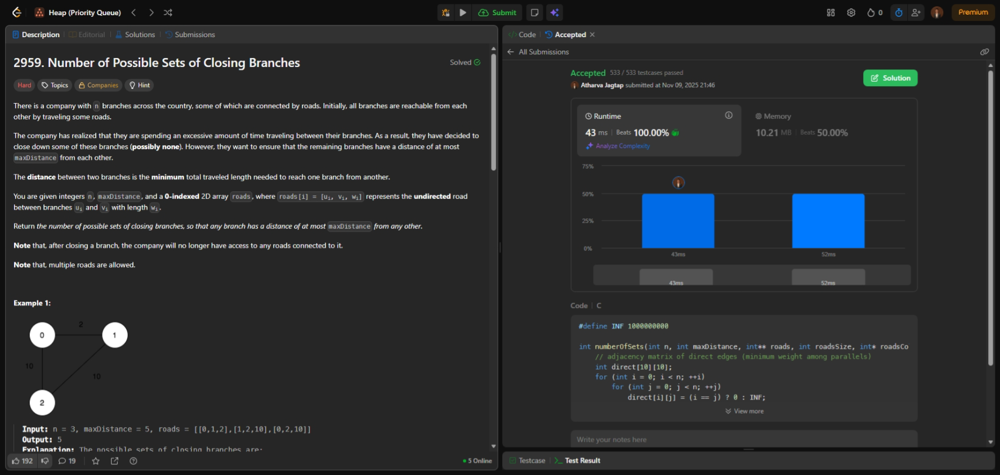 Heap (Priority Queue)
Submit
0
Premium
Description
Editorial
Solutions
Submissions
2959. Number of Possible Sets of Closing Branches
Solved
Hard
Topics
Companies
Hint
There is a company with n branches across the country, some of which are connected by roads. Initially, all branches are reachable from each
other by traveling some roads.
The company has realized that they are spending an excessive amount of time traveling between their branches. As a result, they have decided to
close down some of these branches (possibly none). However, they want to ensure that the remaining branches have a distance of at most
maxDistance from each other.
The distance between two branches is the minimum total traveled length needed to reach one branch from another.
You are given integers n, maxDistance, and a 0-indexed 2D array roads, where roads[i] = [ui, vi, wi] represents the undirected road
between branches ui and vi with length wi.
Return the number of possible sets of closing branches, so that any branch has a distance of at most maxDistance from any other.
Note that, after closing a branch, the company will no longer have access to any roads connected to it.
Note that, multiple roads are allowed.
Example 1:
2
0
1
10
10
2
Input: n = 3, maxDistance = 5, roads = [[0,1,2],[1,2,10],[0,2,10]]
Output: 5
Explanation: The possible sets of closing branches are:
192
19
5 Online
Code
Accepted
All Submissions
Accepted 533 / 533 testcases passed
Atharva Jagtap submitted at Nov 09, 2025 21:46
Solution
Runtime
43 ms | Beats 100.00%
Analyze Complexity
Memory
10.21 MB | Beats 50.00%
75%
50%
25%
0%
43ms
52ms
43ms
52ms
Code | C
#define INF 1000000000
int numberOfSets(int n, int maxDistance, int** roads, int roadsSize, int* roadsCo
// adjacency matrix of direct edges (minimum weight among parallels)
int direct[10][10];
for (int i = 0; i < n; ++i)
for (int j = 0; j < n; ++j)
direct[i][j] = (i == j) ? 0 : INF;
View more
Write your notes here
Testcase
Test Result